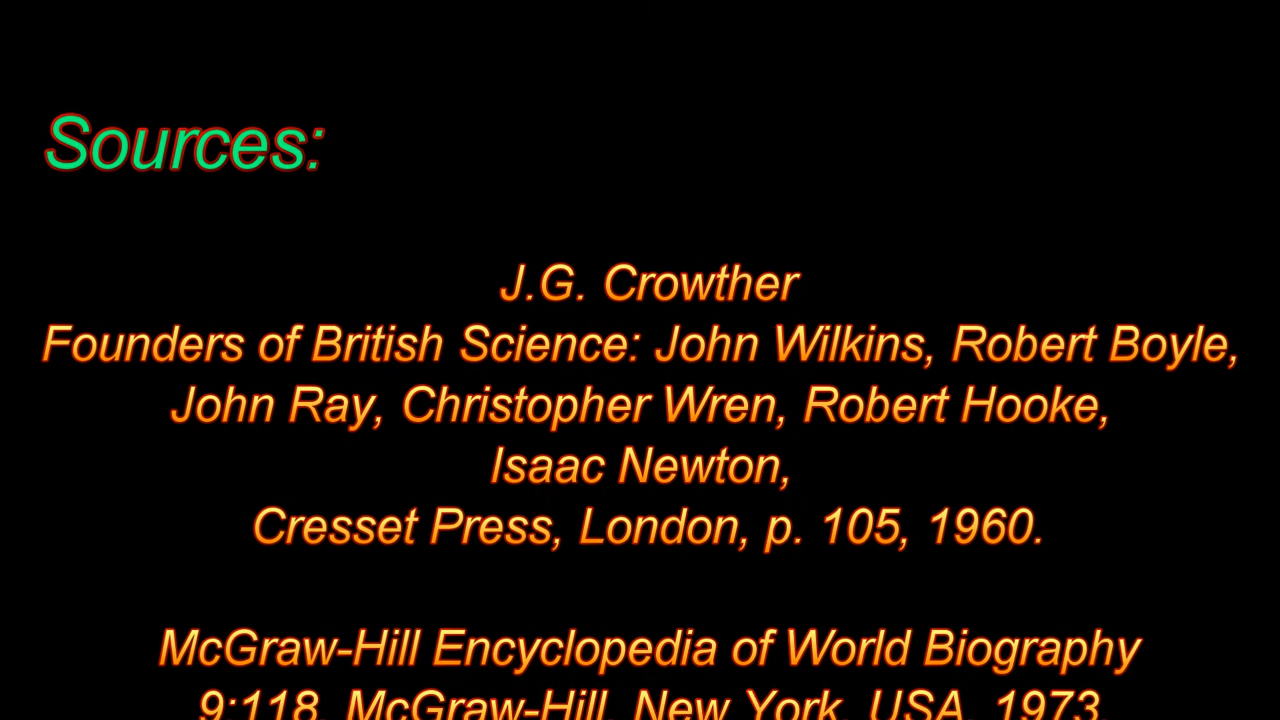 Sources:
J.G. Crowther
Founders of British Science: John Wilkins, Robert Boyle,
John Ray, Christopher Wren, Robert Hooke,
Isaac Newton,
Cresset Press, London, p. 105, 1960.
McGraw-Hill Encyclopedia of World Biography
9:118, McGraw-Hill, New York, USA, 1973